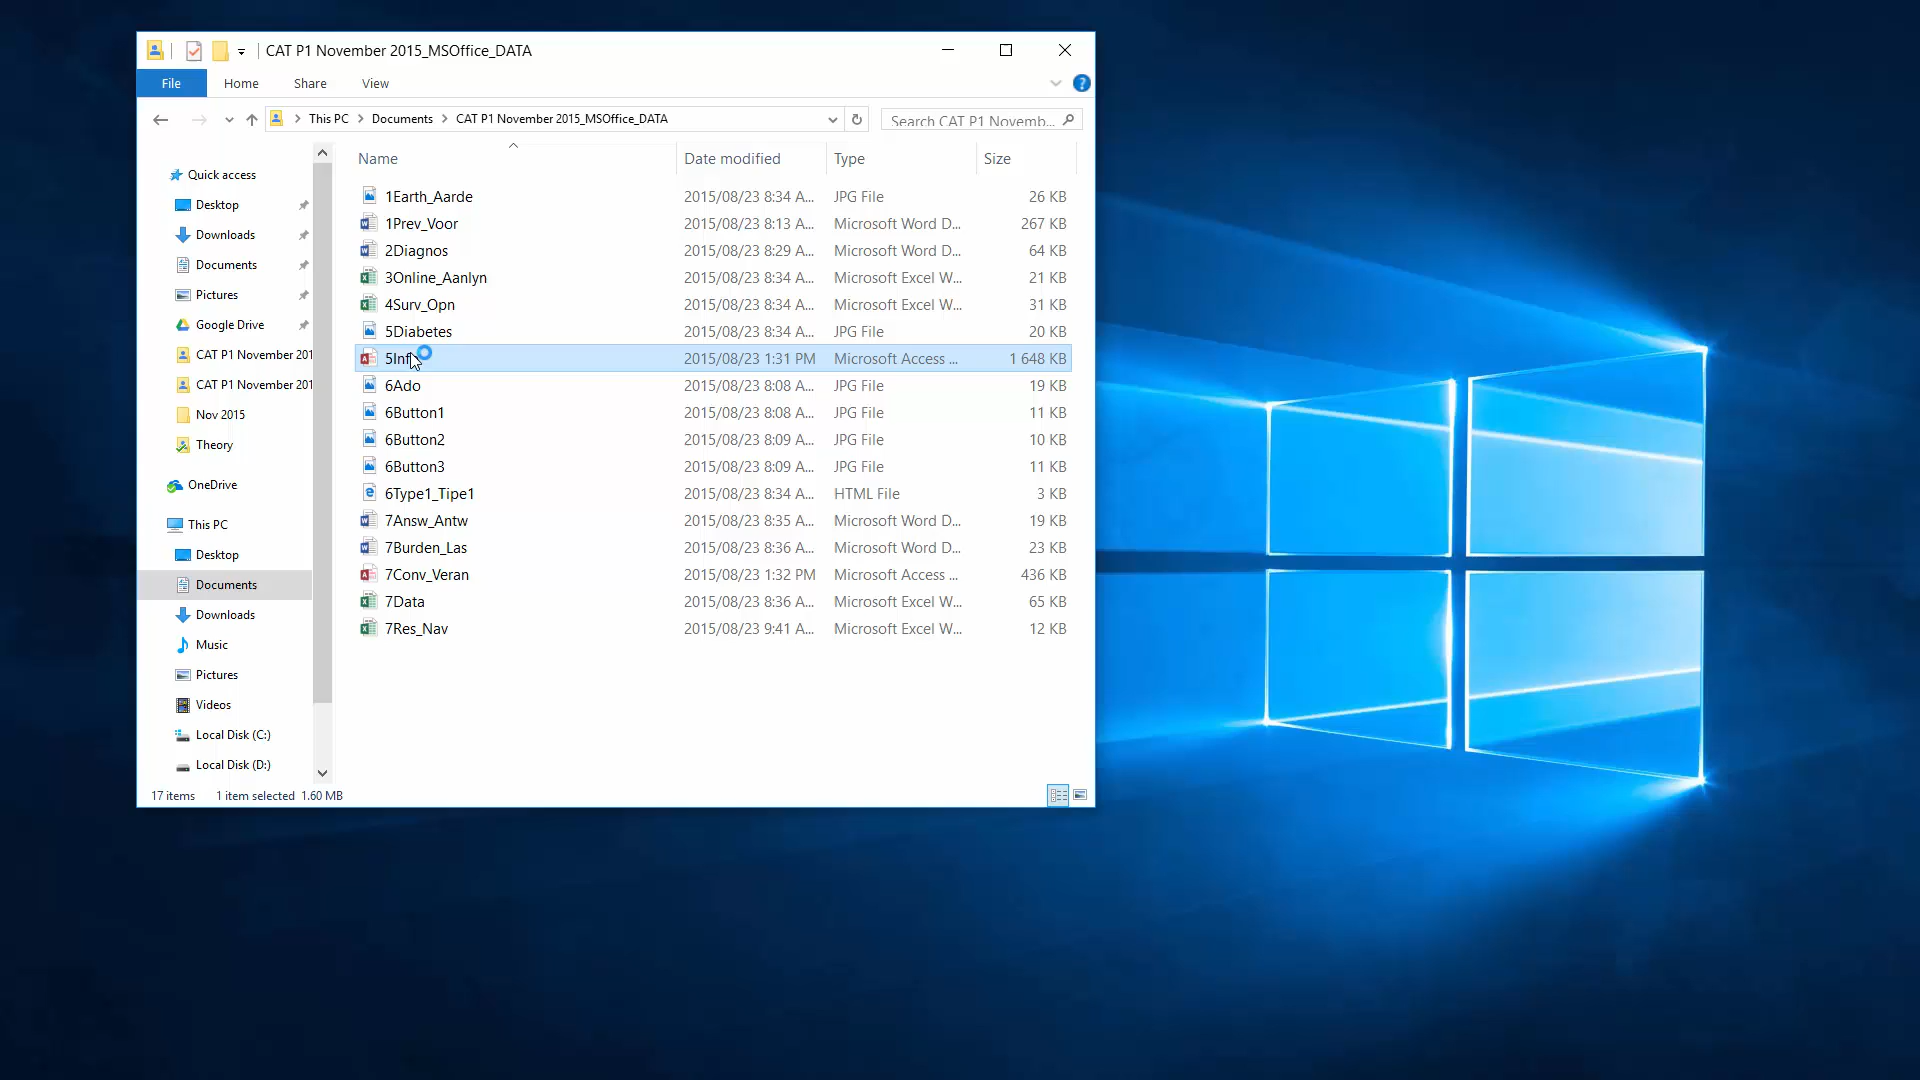 CAT P1 November 2015_MSOffice_DATA
File Home Share View
This PC Documents CAT P1 November 2015_MSOffice_DATA
Search CAT P1 Novemb...
Name Date modified Type Size
Quick access
Desktop
Downloads
Documents
Pictures
Google Drive
CAT P1 November 201
CAT P1 November 201
Nov 2015
Theory
OneDrive
This PC
Desktop
Documents
Downloads
Music
Pictures
Videos
Local Disk (C:)
Local Disk (D:)
1Earth_Aarde 2015/08/23 8:34 A... JPG File 26 KB
1Prev_Voor 2015/08/23 8:13 A... Microsoft Word D... 267 KB
2Diagnos 2015/08/23 8:29 A... Microsoft Word D... 64 KB
3Online_Aanlyn 2015/08/23 8:34 A... Microsoft Excel W... 21 KB
4Surv_Opn 2015/08/23 8:34 A... Microsoft Excel W... 31 KB
5Diabetes 2015/08/23 8:34 A... JPG File 20 KB
2015/08/23 1:31 PM Microsoft Access ... 1 648 KB
6Ado 2015/08/23 8:08 A... JPG File 19 KB
6Button1 2015/08/23 8:08 A... JPG File 11 KB
6Button2 2015/08/23 8:09 A... JPG File 10 KB
6Button3 2015/08/23 8:09 A... JPG File 11 KB
6Type1_Tipe1 2015/08/23 8:34 A... HTML File 3 KB
7Answ_Antw 2015/08/23 8:35 A... Microsoft Word D... 19 KB
7Burden_Las 2015/08/23 8:36 A... Microsoft Word D... 23 KB
7Conv_Veran 2015/08/23 1:32 PM Microsoft Access ... 436 KB
7Data 2015/08/23 8:36 A... Microsoft Excel W... 65 KB
7Res_Nav 2015/08/23 9:41 A... Microsoft Excel W... 12 KB
17 items 1 item selected 1.60 MB